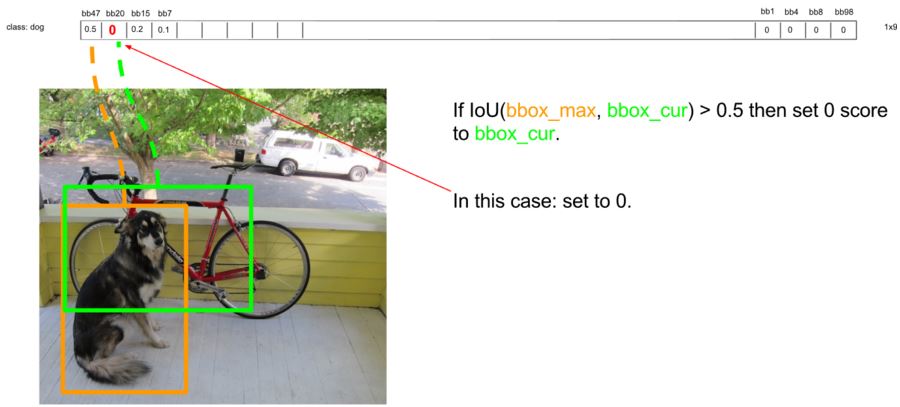 bb47 bb20 bb15 bb7 bb1 bb4 bb8 bb98
class: dog 0.5 0 0.2 0.1 0 0 0 0 1x9
If IoU(bbox_max, bbox_cur) > 0.5 then set 0 score
to bbox_cur.
In this case: set to 0.